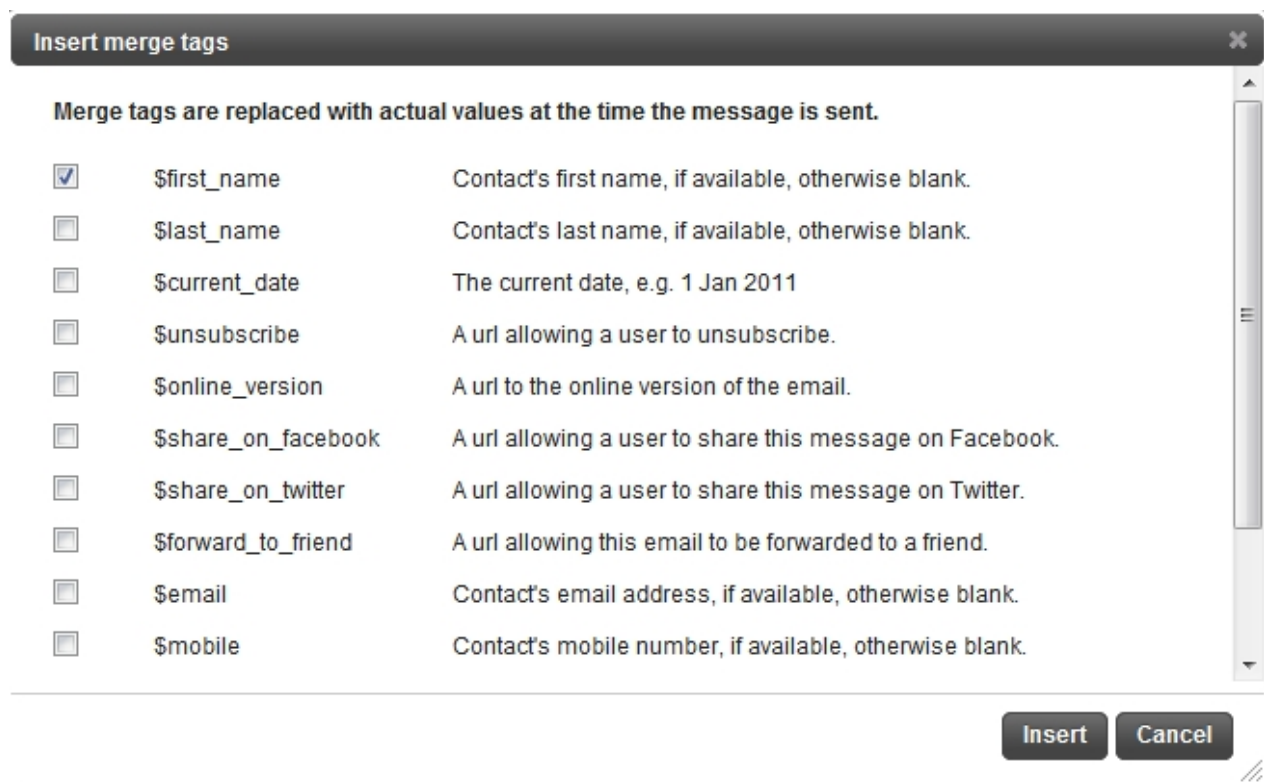 Insert merge tags
Merge tags are replaced with actual values at the time the message is sent.
$first_name Contact's first name, if available, otherwise blank.
$last_name Contact's last name, if available, otherwise blank.
$current_date The current date, e.g. 1 Jan 2011
$unsubscribe A url allowing a user to unsubscribe.
$online_version A url to the online version of the email.
$share_on_facebook A url allowing a user to share this message on Facebook.
$share_on_twitter A url allowing a user to share this message on Twitter.
$forward_to_friend A url allowing this email to be forwarded to a friend.
$email Contact's email address, if available, otherwise blank.
$mobile Contact's mobile number, if available, otherwise blank.
Insert Cancel